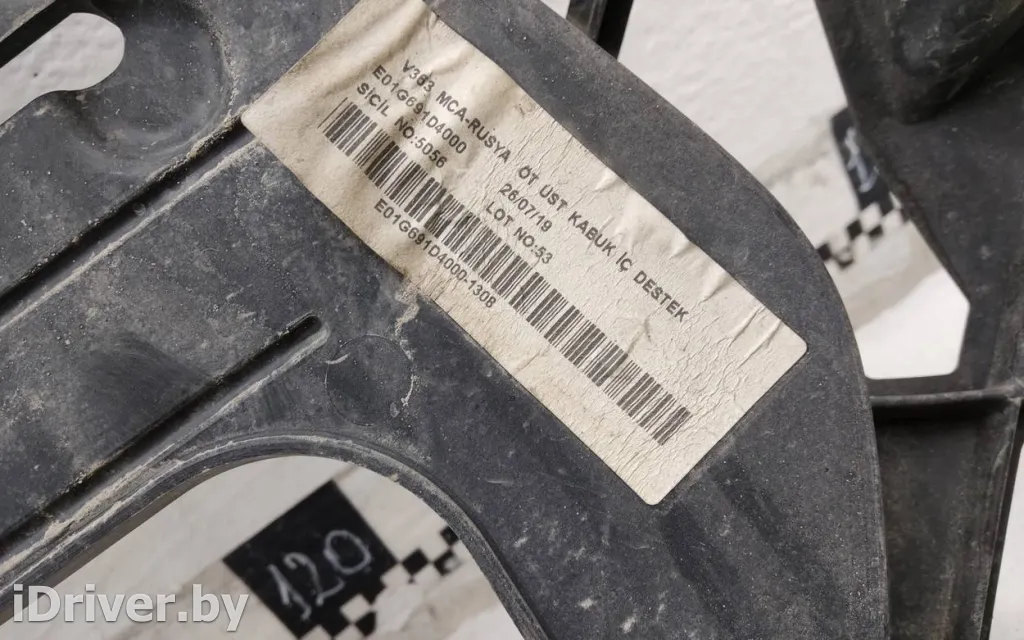 V363 MCA-RUSYA ÖT ÜST KABUK İÇ DESTEK
E01G691D4000 26/07/19
SİCİL NO:5056 LOT NO:53
E01G691D4000-1308
120
iDriver.by